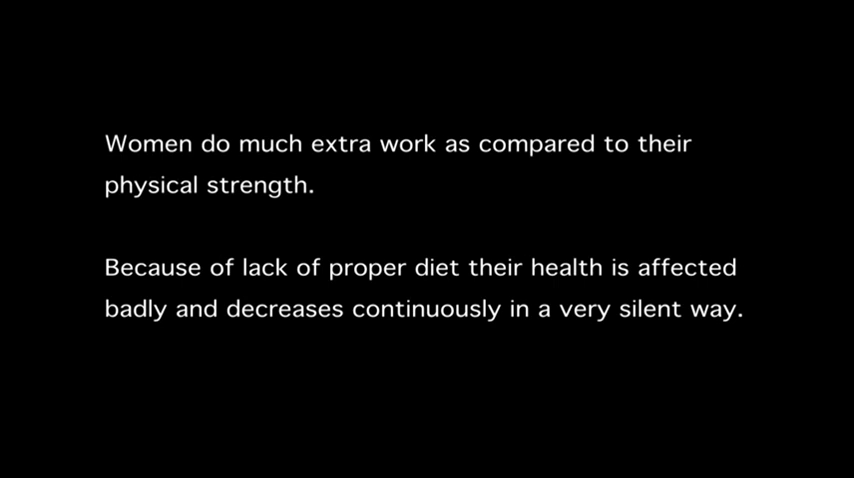 Women do much extra work as compared to their
physical strength.
Because of lack of proper diet their health is affected
badly and decreases continuously in a very silent way.